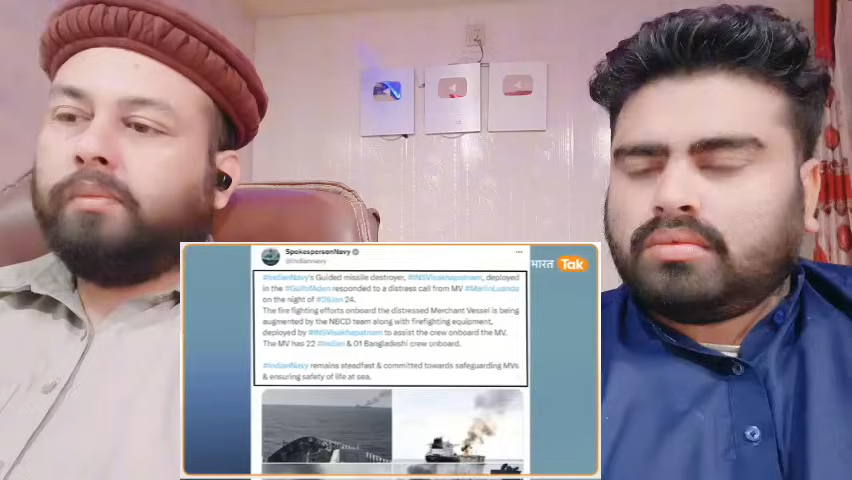 SpokespersonNavy
@indiannavy
#IndianNavy's Guided missile destroyer, #INSVisakhapatnam, deployed
in the #GulfofAden responded to a distress call from MV #MarlinLuanda
on the night of #26Jan 24.
The fire fighting efforts onboard the distressed Merchant Vessel is being
augmented by the NBCD team along with firefighting equipment,
deployed by #INSVisakhapatnam to assist the crew onboard the MV.
The MV has 22 #Indian & 01 Bangladeshi crew onboard.
#IndianNavy remains steadfast & committed towards safeguarding MVs
& ensuring safety of life at sea.
भारत Tak